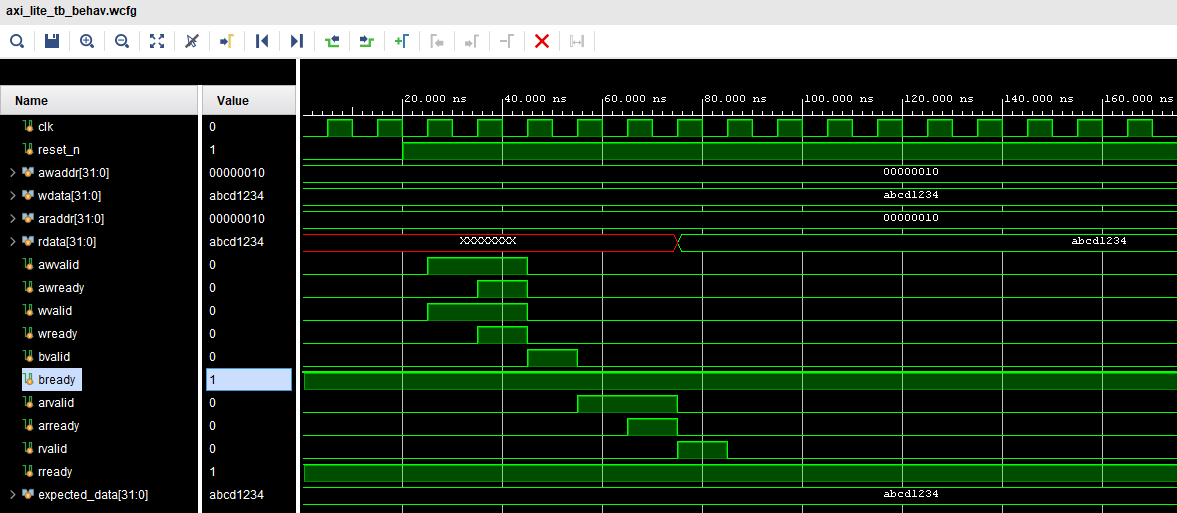 axi_lite_tb_behav.wcfg
Name Value
20.000 ns 40.000 ns 60.000 ns 80.000 ns 100.000 ns 120.000 ns 140.000 ns 160.000 ns
clk 0
reset_n 1
awaddr[31:0] 00000010 00000010
wdata[31:0] abcd1234 abcd1234
araddr[31:0] 00000010 00000010
rdata[31:0] abcd1234 XXXXXXXX abcd1234
awvalid 0
awready 0
wvalid 0
wready 0
bvalid 0
bready 1
arvalid 0
arready 0
rvalid 0
rready 1
expected_data[31:0] abcd1234 abcd1234